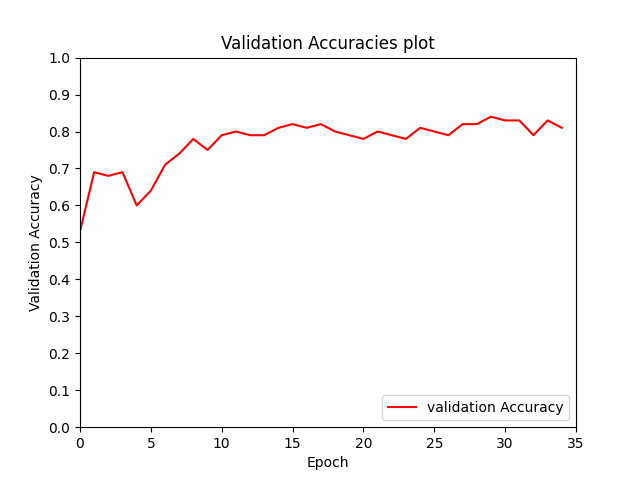 Validation Accuracies plot
1.0
0.9
0.8
0.7
0.6
0.5
0.4
0.3
0.2
0.1
0.0
Validation Accuracy
validation Accuracy
0 5 10 15 20 25 30 35
Epoch